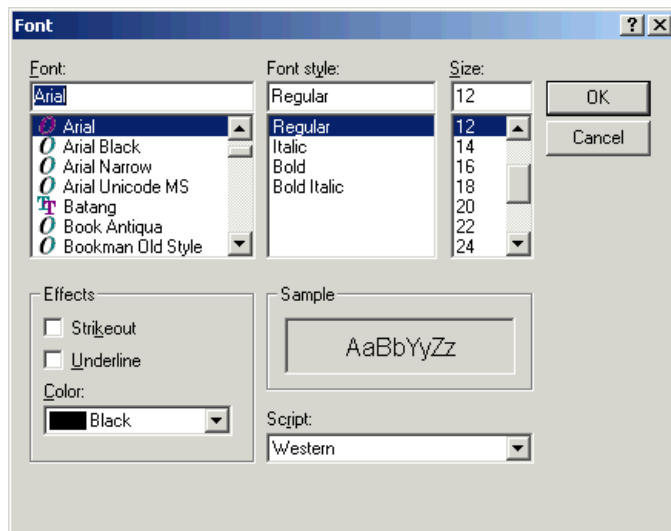 Font
Font: Font style: Size:
Arial Regular 12 OK
Arial Regular 12 Cancel
Arial Black Italic 14
Arial Narrow Bold 16
Arial Unicode MS Bold Italic 18
Batang 20
Book Antiqua 22
Bookman Old Style 24
Effects Sample
Strikeout
AaBbYyZz
Underline
Color:
Black Script:
Western